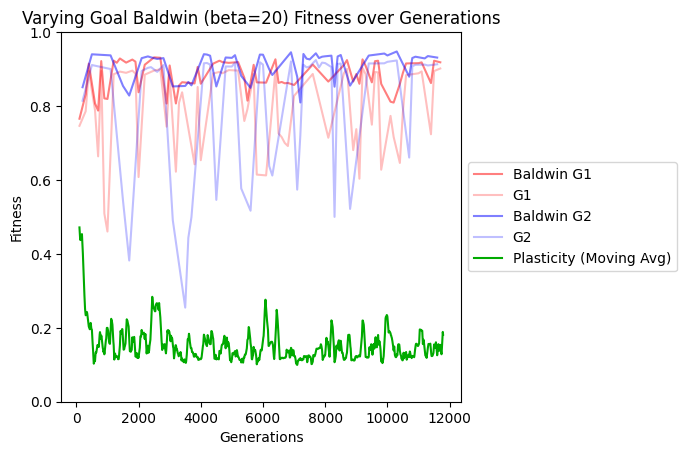 Varying Goal Baldwin (beta=20) Fitness over Generations
1.0
0.8
0.6
0.4
0.2
0.0
Fitness
0
2000
4000
6000
8000
10000
12000
Generations
Baldwin G1
G1
Baldwin G2
G2
Plasticity (Moving Avg)